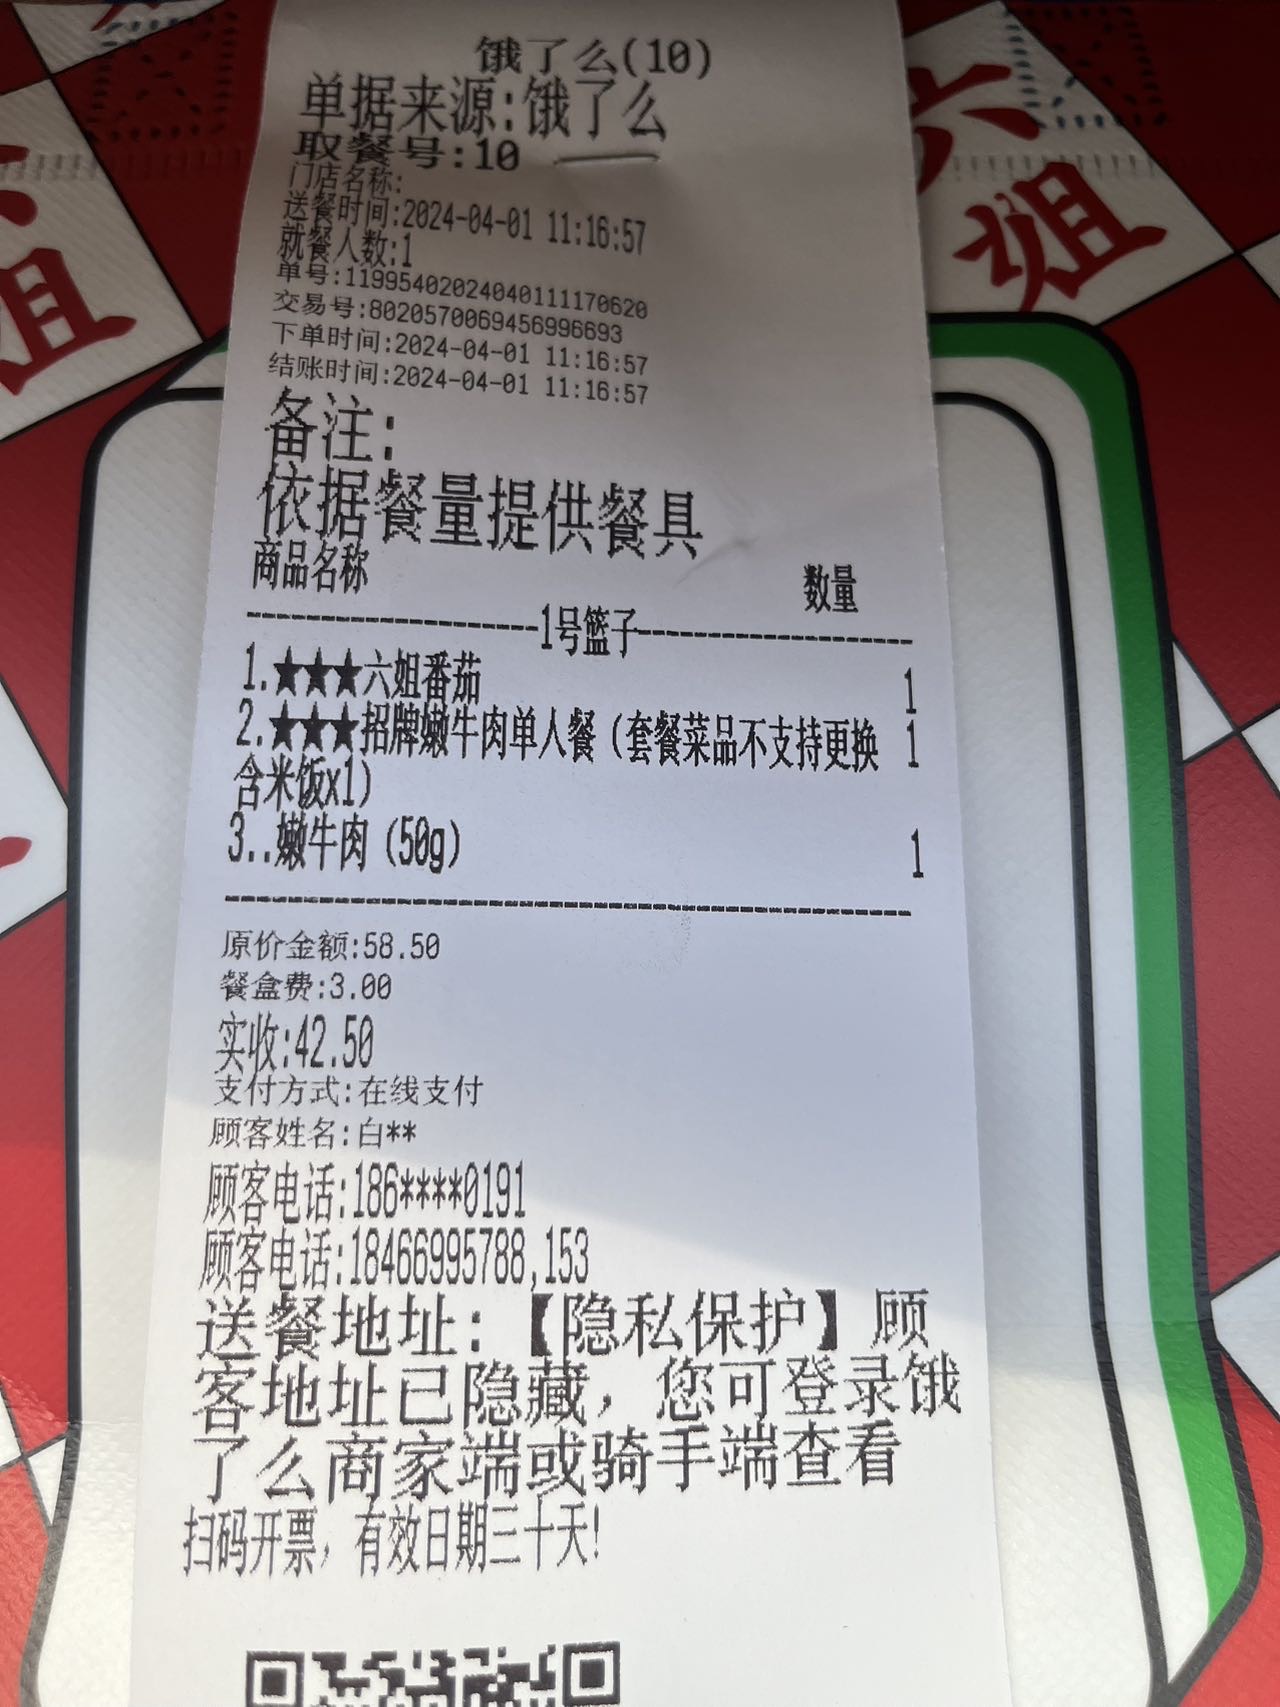 饿了么(10)
单据来源:饿了么
取餐号:10
门店名称:
送餐时间:2024-04-01 11:16:57
就餐人数:1
单号:11995402024040111170620
交易号:8020570069456996693
下单时间:2024-04-01 11:16:57
结账时间:2024-04-01 11:16:57
备注:
依据餐量提供餐具
商品名称 数量
--------------------1号篮子--------------------
1.★★★六姐番茄 1
2.★★★招牌嫩牛肉单人餐（套餐菜品不支持更换 1
含米饭x1）
3..嫩牛肉（50g） 1
原价金额:58.50
餐盒费:3.00
实收:42.50
支付方式:在线支付
顾客姓名:白**
顾客电话:186****0191
顾客电话:18466995788,153
送餐地址:【隐私保护】顾
客地址已隐藏，您可登录饿
了么商家端或骑手端查看
扫码开票，有效日期三十天!
六
姐
姐